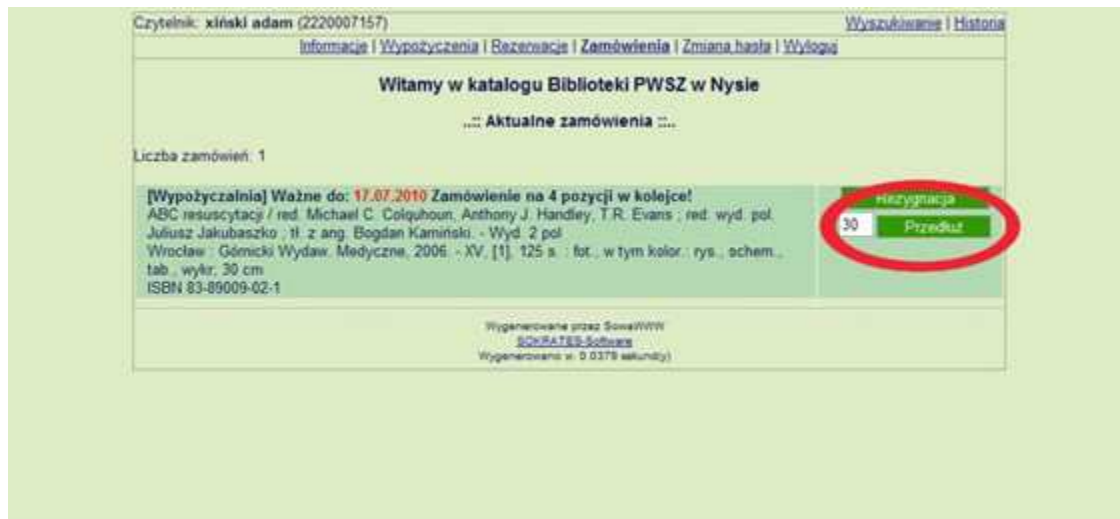 Czytelnik: xiński adam (2220007157) Wyszukiwanie | Historia
Informacje | Wypożyczenia | Rezerwacje | Zamówienia | Zmiana hasła | Wyloguj
Witamy w katalogu Biblioteki PWSZ w Nysie
..:: Aktualne zamówienia ::..
Liczba zamówień: 1
[Wypożyczalnia] Ważne do: 17.07.2010 Zamówienie na 4 pozycji w kolejce!
ABC resuscytacji / red. Michael C. Colquhoun, Anthony J. Handley, T.R. Evans ; red. wyd. pol.
Juliusz Jakubaszko ; tł. z ang. Bogdan Kamiński. - Wyd. 2 pol
Wrocław : Górnicki Wydaw. Medyczne, 2006. - XV, [1], 125 s. : fot., w tym kolor. : rys., schem.,
tab., wykr. 30 cm
ISBN 83-89009-02-1
Rezygnacja
30 Przedłuż
Wygenerowane przez SowaWWW
SOKRATES-Software
Wygenerowano w: 0.0379 sekund(y)